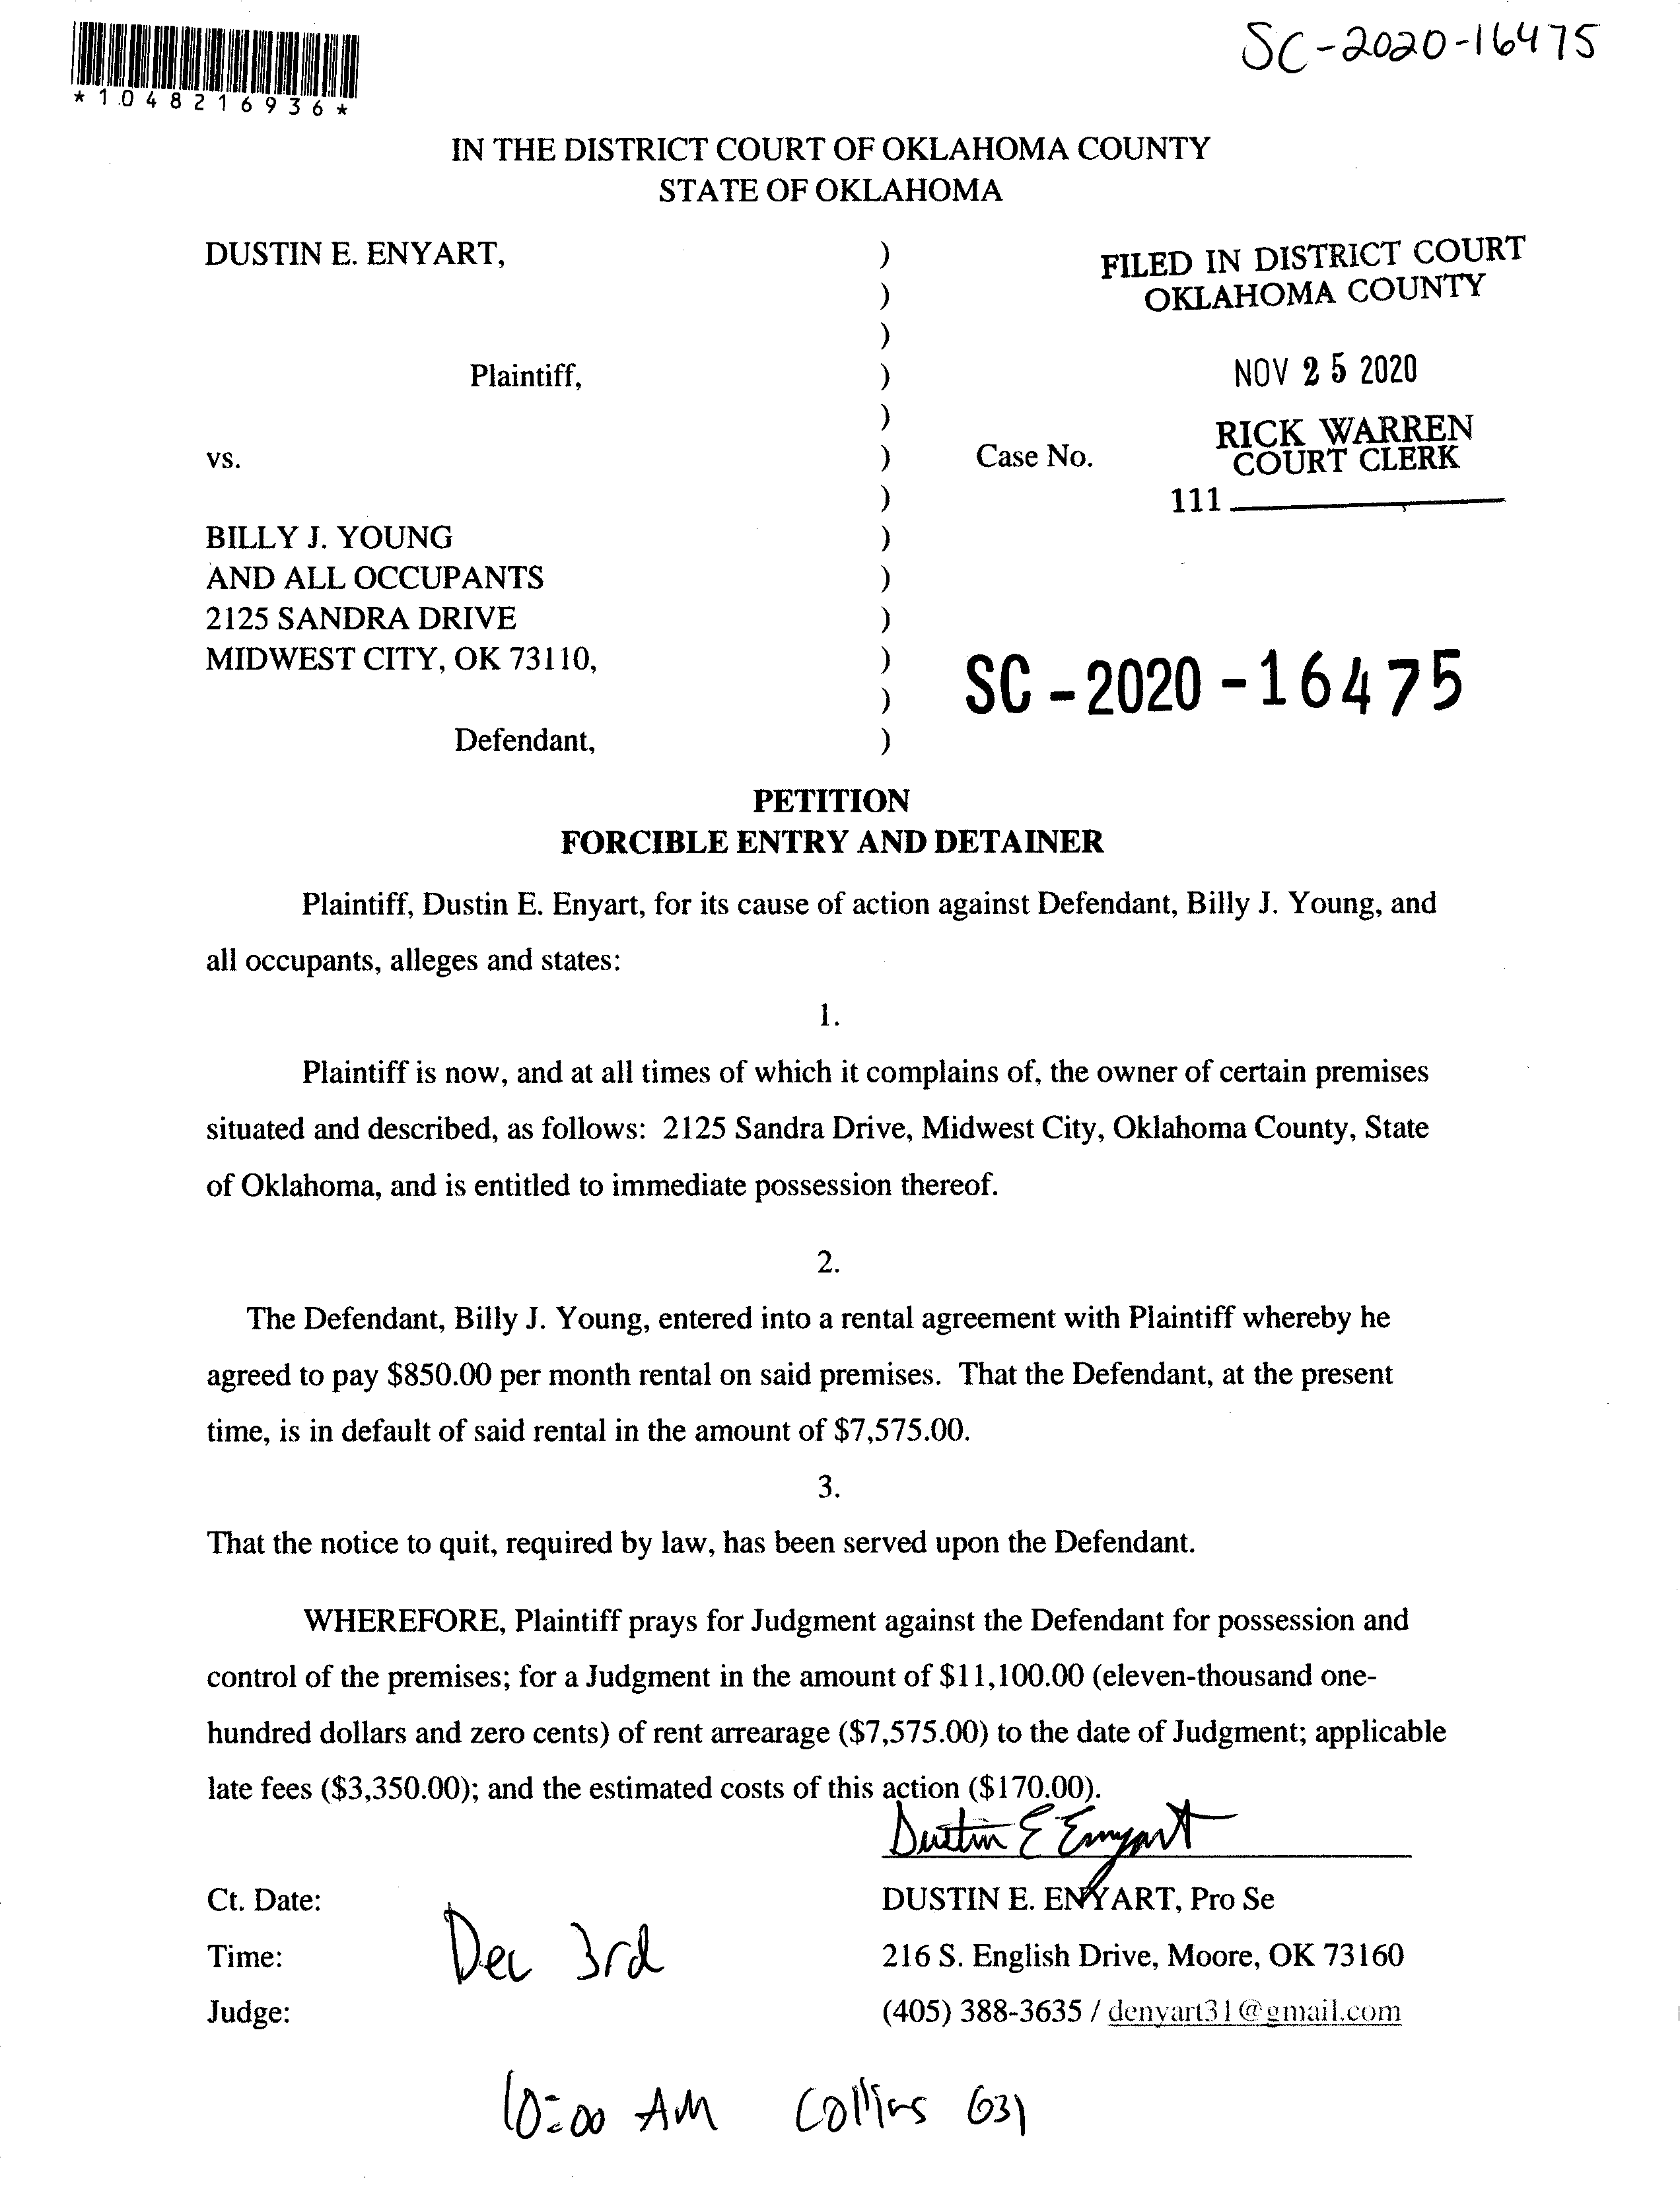 SC-2020-16475
*1048216936*
IN THE DISTRICT COURT OF OKLAHOMA COUNTY
STATE OF OKLAHOMA
DUSTIN E. ENYART, )
)
)
Plaintiff, )
)
vs. )
)
BILLY J. YOUNG )
AND ALL OCCUPANTS )
2125 SANDRA DRIVE )
MIDWEST CITY, OK 73110, )
)
Defendant, )
FILED IN DISTRICT COURT
OKLAHOMA COUNTY
NOV 25 2020
RICK WARREN
COURT CLERK
Case No.
111
SC-2020-16475
PETITION
FORCIBLE ENTRY AND DETAINER
Plaintiff, Dustin E. Enyart, for its cause of action against Defendant, Billy J. Young, and
all occupants, alleges and states:
1.
Plaintiff is now, and at all times of which it complains of, the owner of certain premises
situated and described, as follows: 2125 Sandra Drive, Midwest City, Oklahoma County, State
of Oklahoma, and is entitled to immediate possession thereof.
2.
The Defendant, Billy J. Young, entered into a rental agreement with Plaintiff whereby he
agreed to pay $850.00 per month rental on said premises. That the Defendant, at the present
time, is in default of said rental in the amount of $7,575.00.
3.
That the notice to quit, required by law, has been served upon the Defendant.
WHEREFORE, Plaintiff prays for Judgment against the Defendant for possession and
control of the premises; for a Judgment in the amount of $11,100.00 (eleven-thousand one-
hundred dollars and zero cents) of rent arrearage ($7,575.00) to the date of Judgment; applicable
late fees ($3,350.00); and the estimated costs of this action ($170.00).
Dustin E Enyart
DUSTIN E. ENYART, Pro Se
216 S. English Drive, Moore, OK 73160
(405) 388-3635 / denyart31@gmail.com
Ct. Date:
Time:
Judge:
Dec 3rd
10:00 AM Collins 631